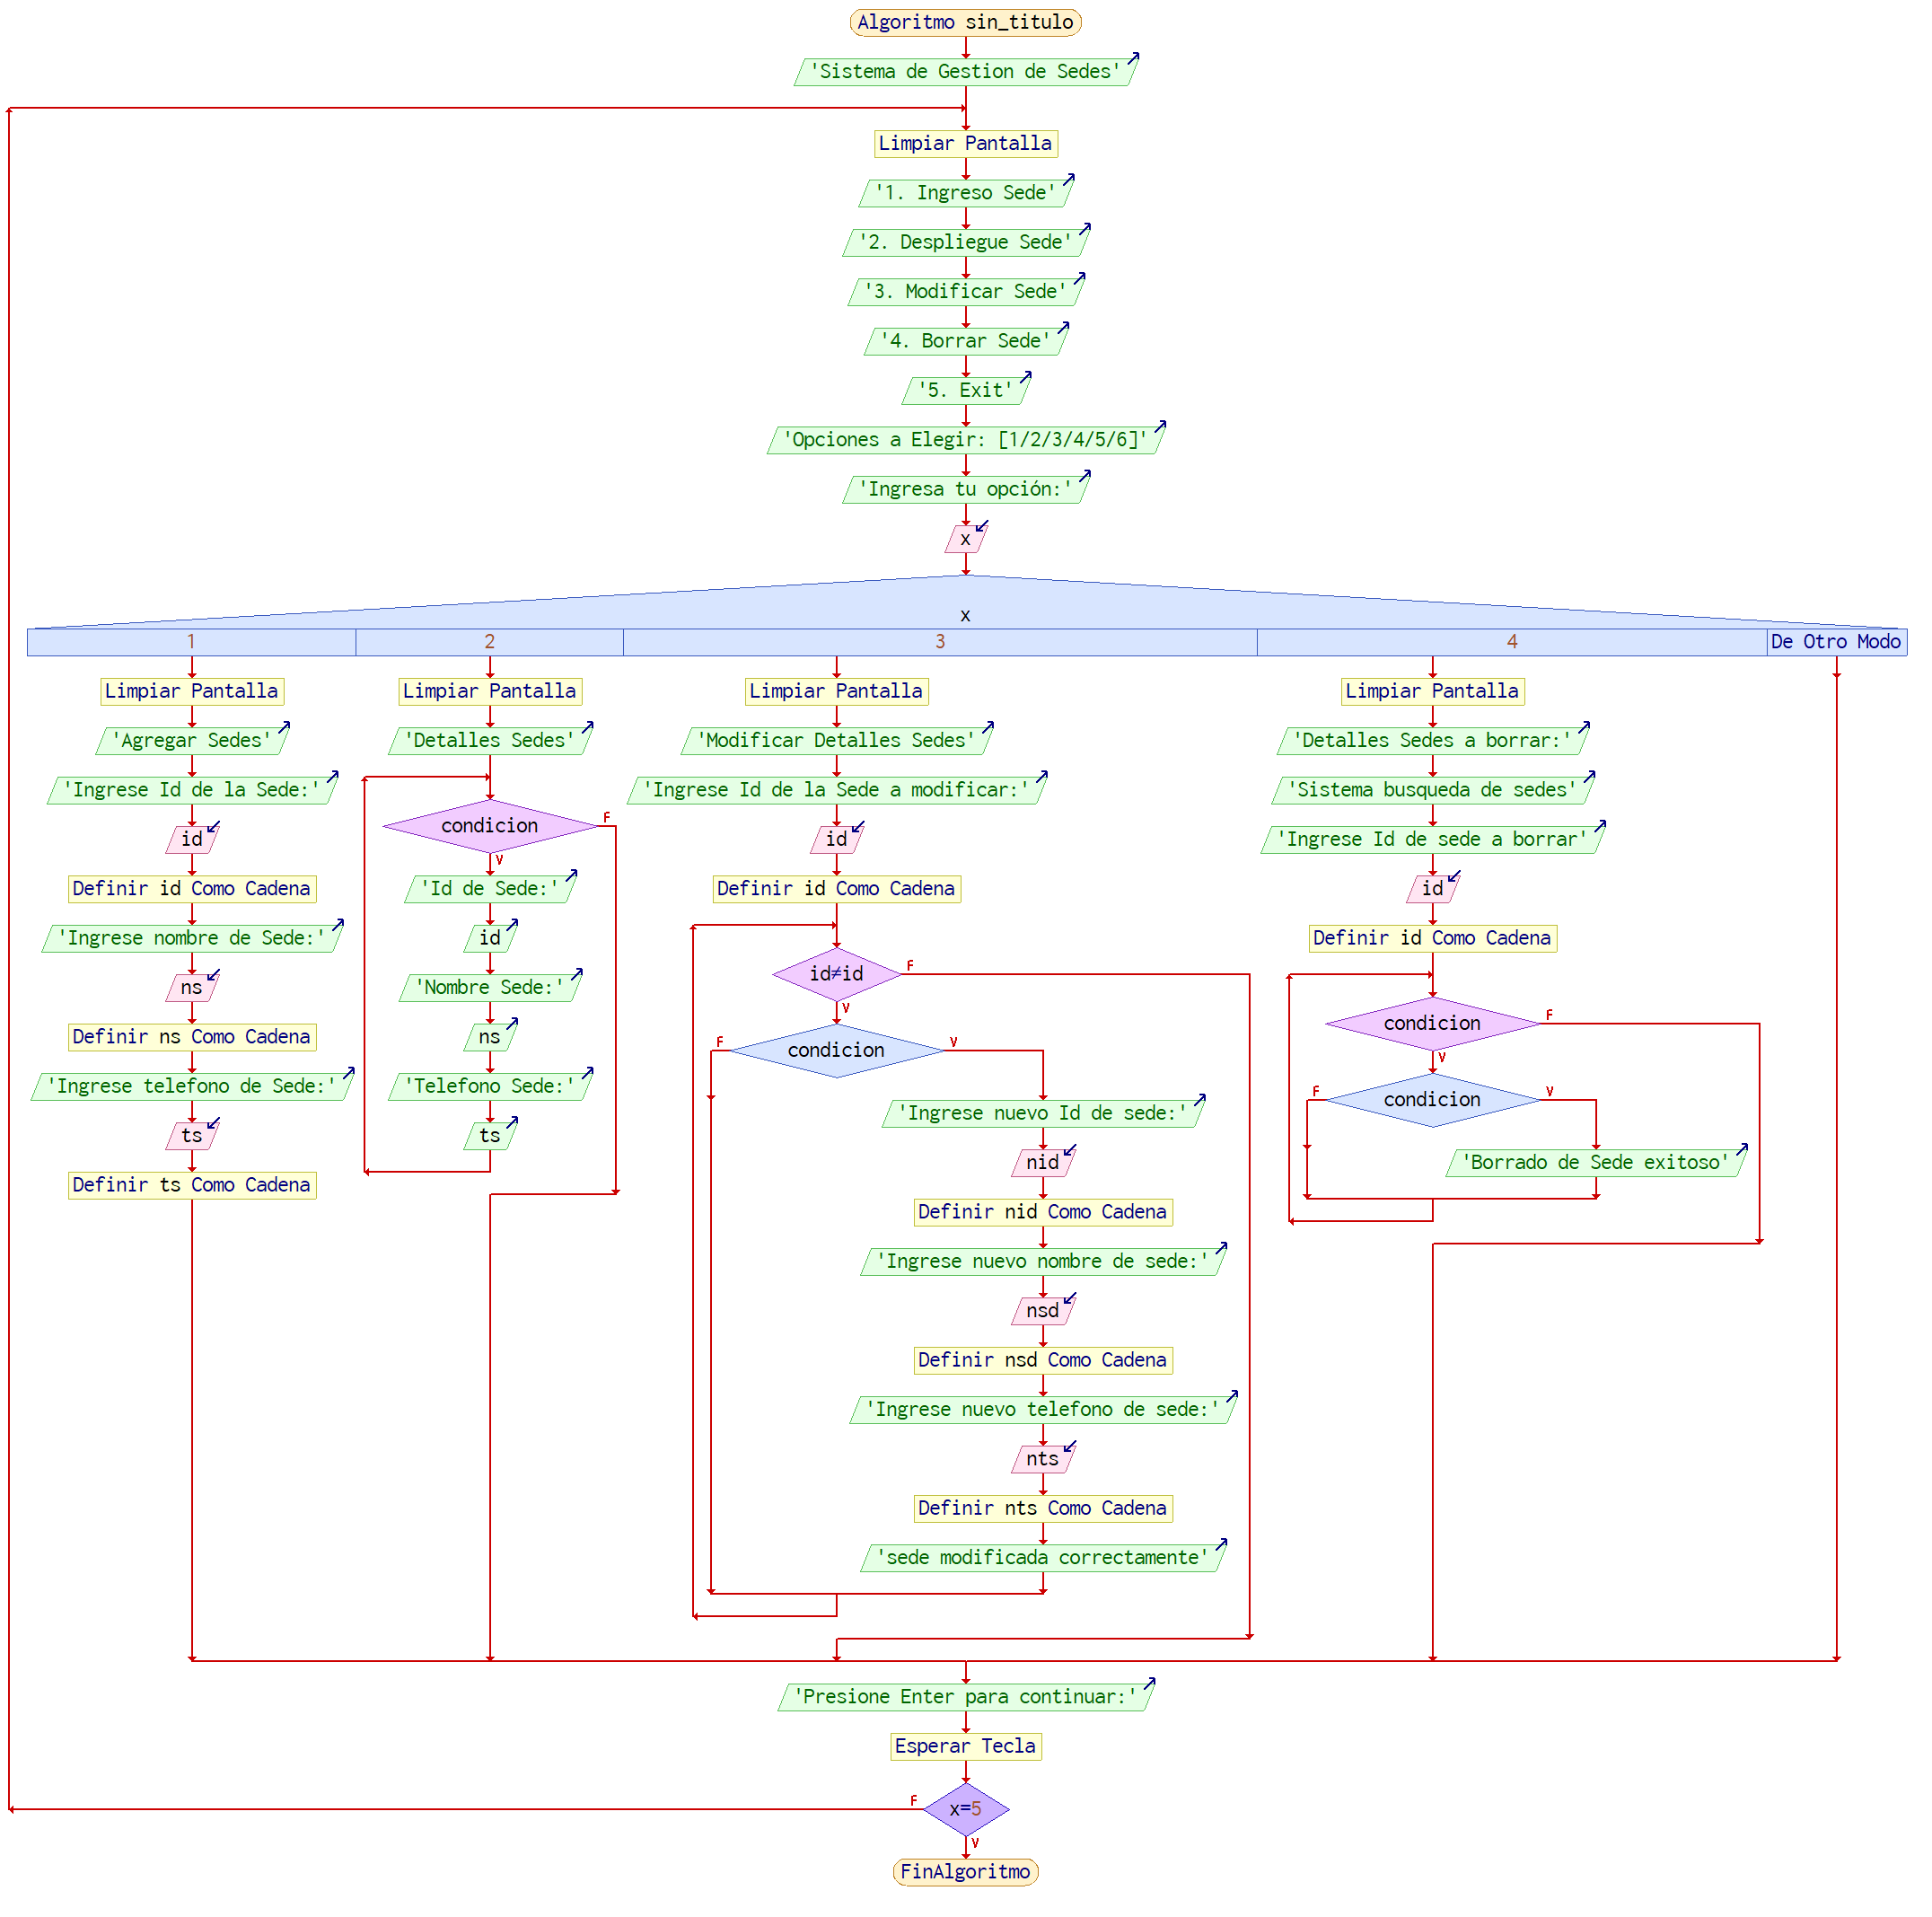 Algoritmo sin_titulo
'Sistema de Gestion de Sedes'
Limpiar Pantalla
'1. Ingreso Sede'
'2. Despliegue Sede'
'3. Modificar Sede'
'4. Borrar Sede'
'5. Exit'
'Opciones a Elegir: [1/2/3/4/5/6]'
'Ingresa tu opción:'
x
x
1
Limpiar Pantalla
'Agregar Sedes'
'Ingrese Id de la Sede:'
id
Definir id Como Cadena
'Ingrese nombre de Sede:'
ns
Definir ns Como Cadena
'Ingrese telefono de Sede:'
ts
Definir ts Como Cadena
2
Limpiar Pantalla
'Detalles Sedes'
condicion
F
V
'Id de Sede:'
id
'Nombre Sede:'
ns
'Telefono Sede:'
ts
3
Limpiar Pantalla
'Modificar Detalles Sedes'
'Ingrese Id de la Sede a modificar:'
id
Definir id Como Cadena
id≠id
F
V
condicion
F
V
'Ingrese nuevo Id de sede:'
nid
Definir nid Como Cadena
'Ingrese nuevo nombre de sede:'
nsd
Definir nsd Como Cadena
'Ingrese nuevo telefono de sede:'
nts
Definir nts Como Cadena
'sede modificada correctamente'
4
Limpiar Pantalla
'Detalles Sedes a borrar:'
'Sistema busqueda de sedes'
'Ingrese Id de sede a borrar'
id
Definir id Como Cadena
condicion
F
V
condicion
F
V
'Borrado de Sede exitoso'
De Otro Modo
'Presione Enter para continuar:'
Esperar Tecla
x=5
F
V
FinAlgoritmo